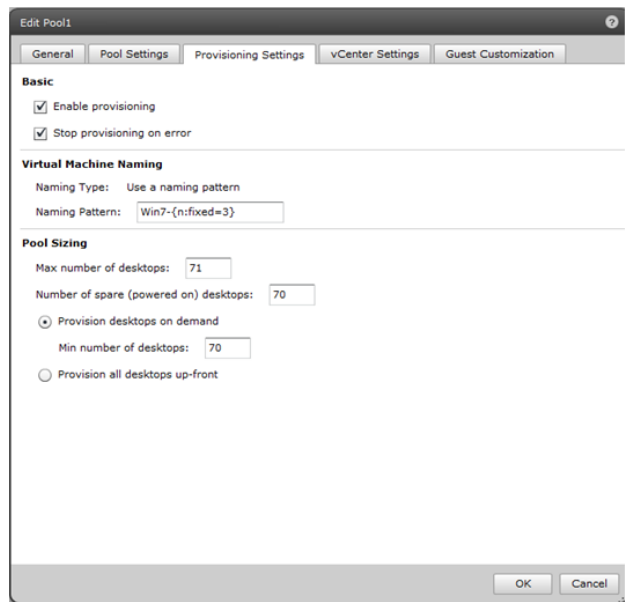 Edit Pool1 ?
General Pool Settings Provisioning Settings vCenter Settings Guest Customization
Basic
Enable provisioning
Stop provisioning on error
Virtual Machine Naming
Naming Type: Use a naming pattern
Naming Pattern: Win7-{n:fixed=3}
Pool Sizing
Max number of desktops: 71
Number of spare (powered on) desktops: 70
Provision desktops on demand
Min number of desktops: 70
Provision all desktops up-front
OK Cancel